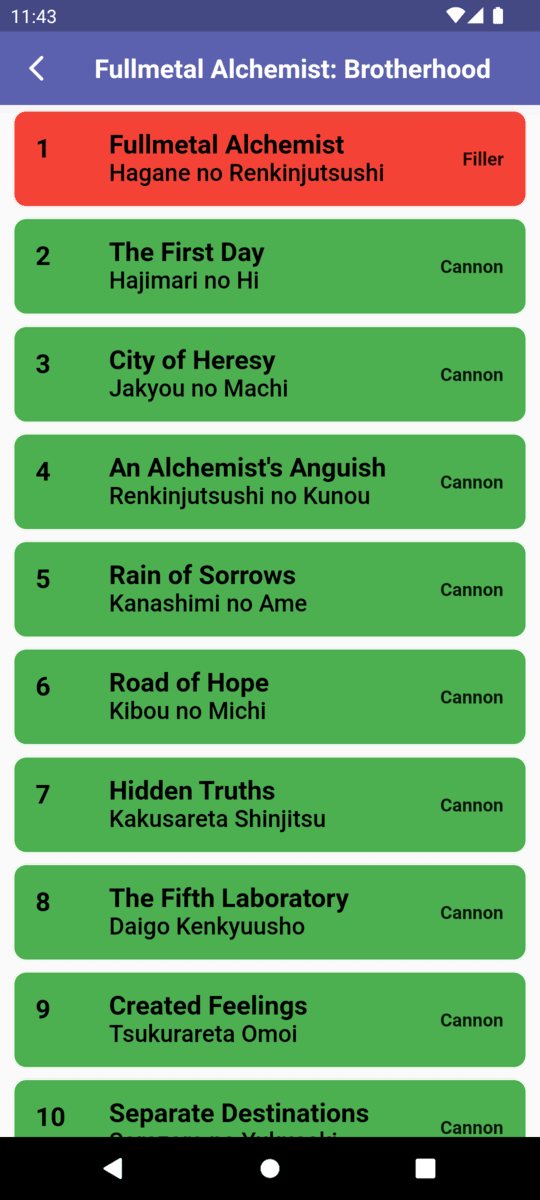 11:43
Fullmetal Alchemist: Brotherhood
1
Fullmetal Alchemist
Hagane no Renkinjutsushi
Filler
2
The First Day
Hajimari no Hi
Cannon
3
City of Heresy
Jakyou no Machi
Cannon
4
An Alchemist's Anguish
Renkinjutsushi no Kunou
Cannon
5
Rain of Sorrows
Kanashimi no Ame
Cannon
6
Road of Hope
Kibou no Michi
Cannon
7
Hidden Truths
Kakusareta Shinjitsu
Cannon
8
The Fifth Laboratory
Daigo Kenkyuusho
Cannon
9
Created Feelings
Tsukurareta Omoi
Cannon
10
Separate Destinations
Cannon